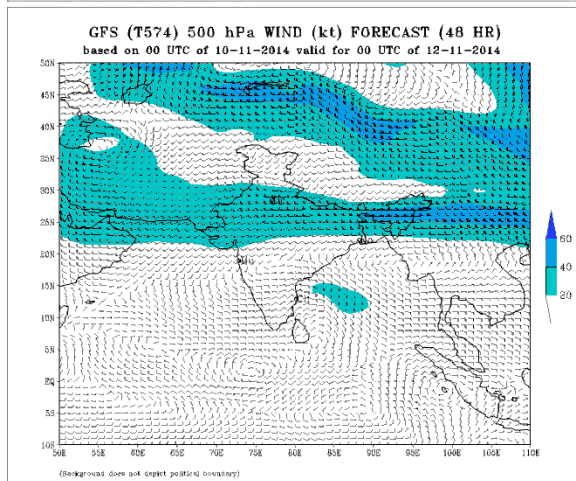 GFS (T574) 500 hPa WIND (kt) FORECAST (48 HR)
based on 00 UTC of 10-11-2014 valid for 00 UTC of 12-11-2014
50N
45N
40N
35N
30N
25N
20N
15N
10N
5N
EQ
5S
10S
50E 55E 60E 65E 70E 75E 80E 85E 90E 95E 100E 105E 110E
60
40
20
(Background does not depict political boundary)